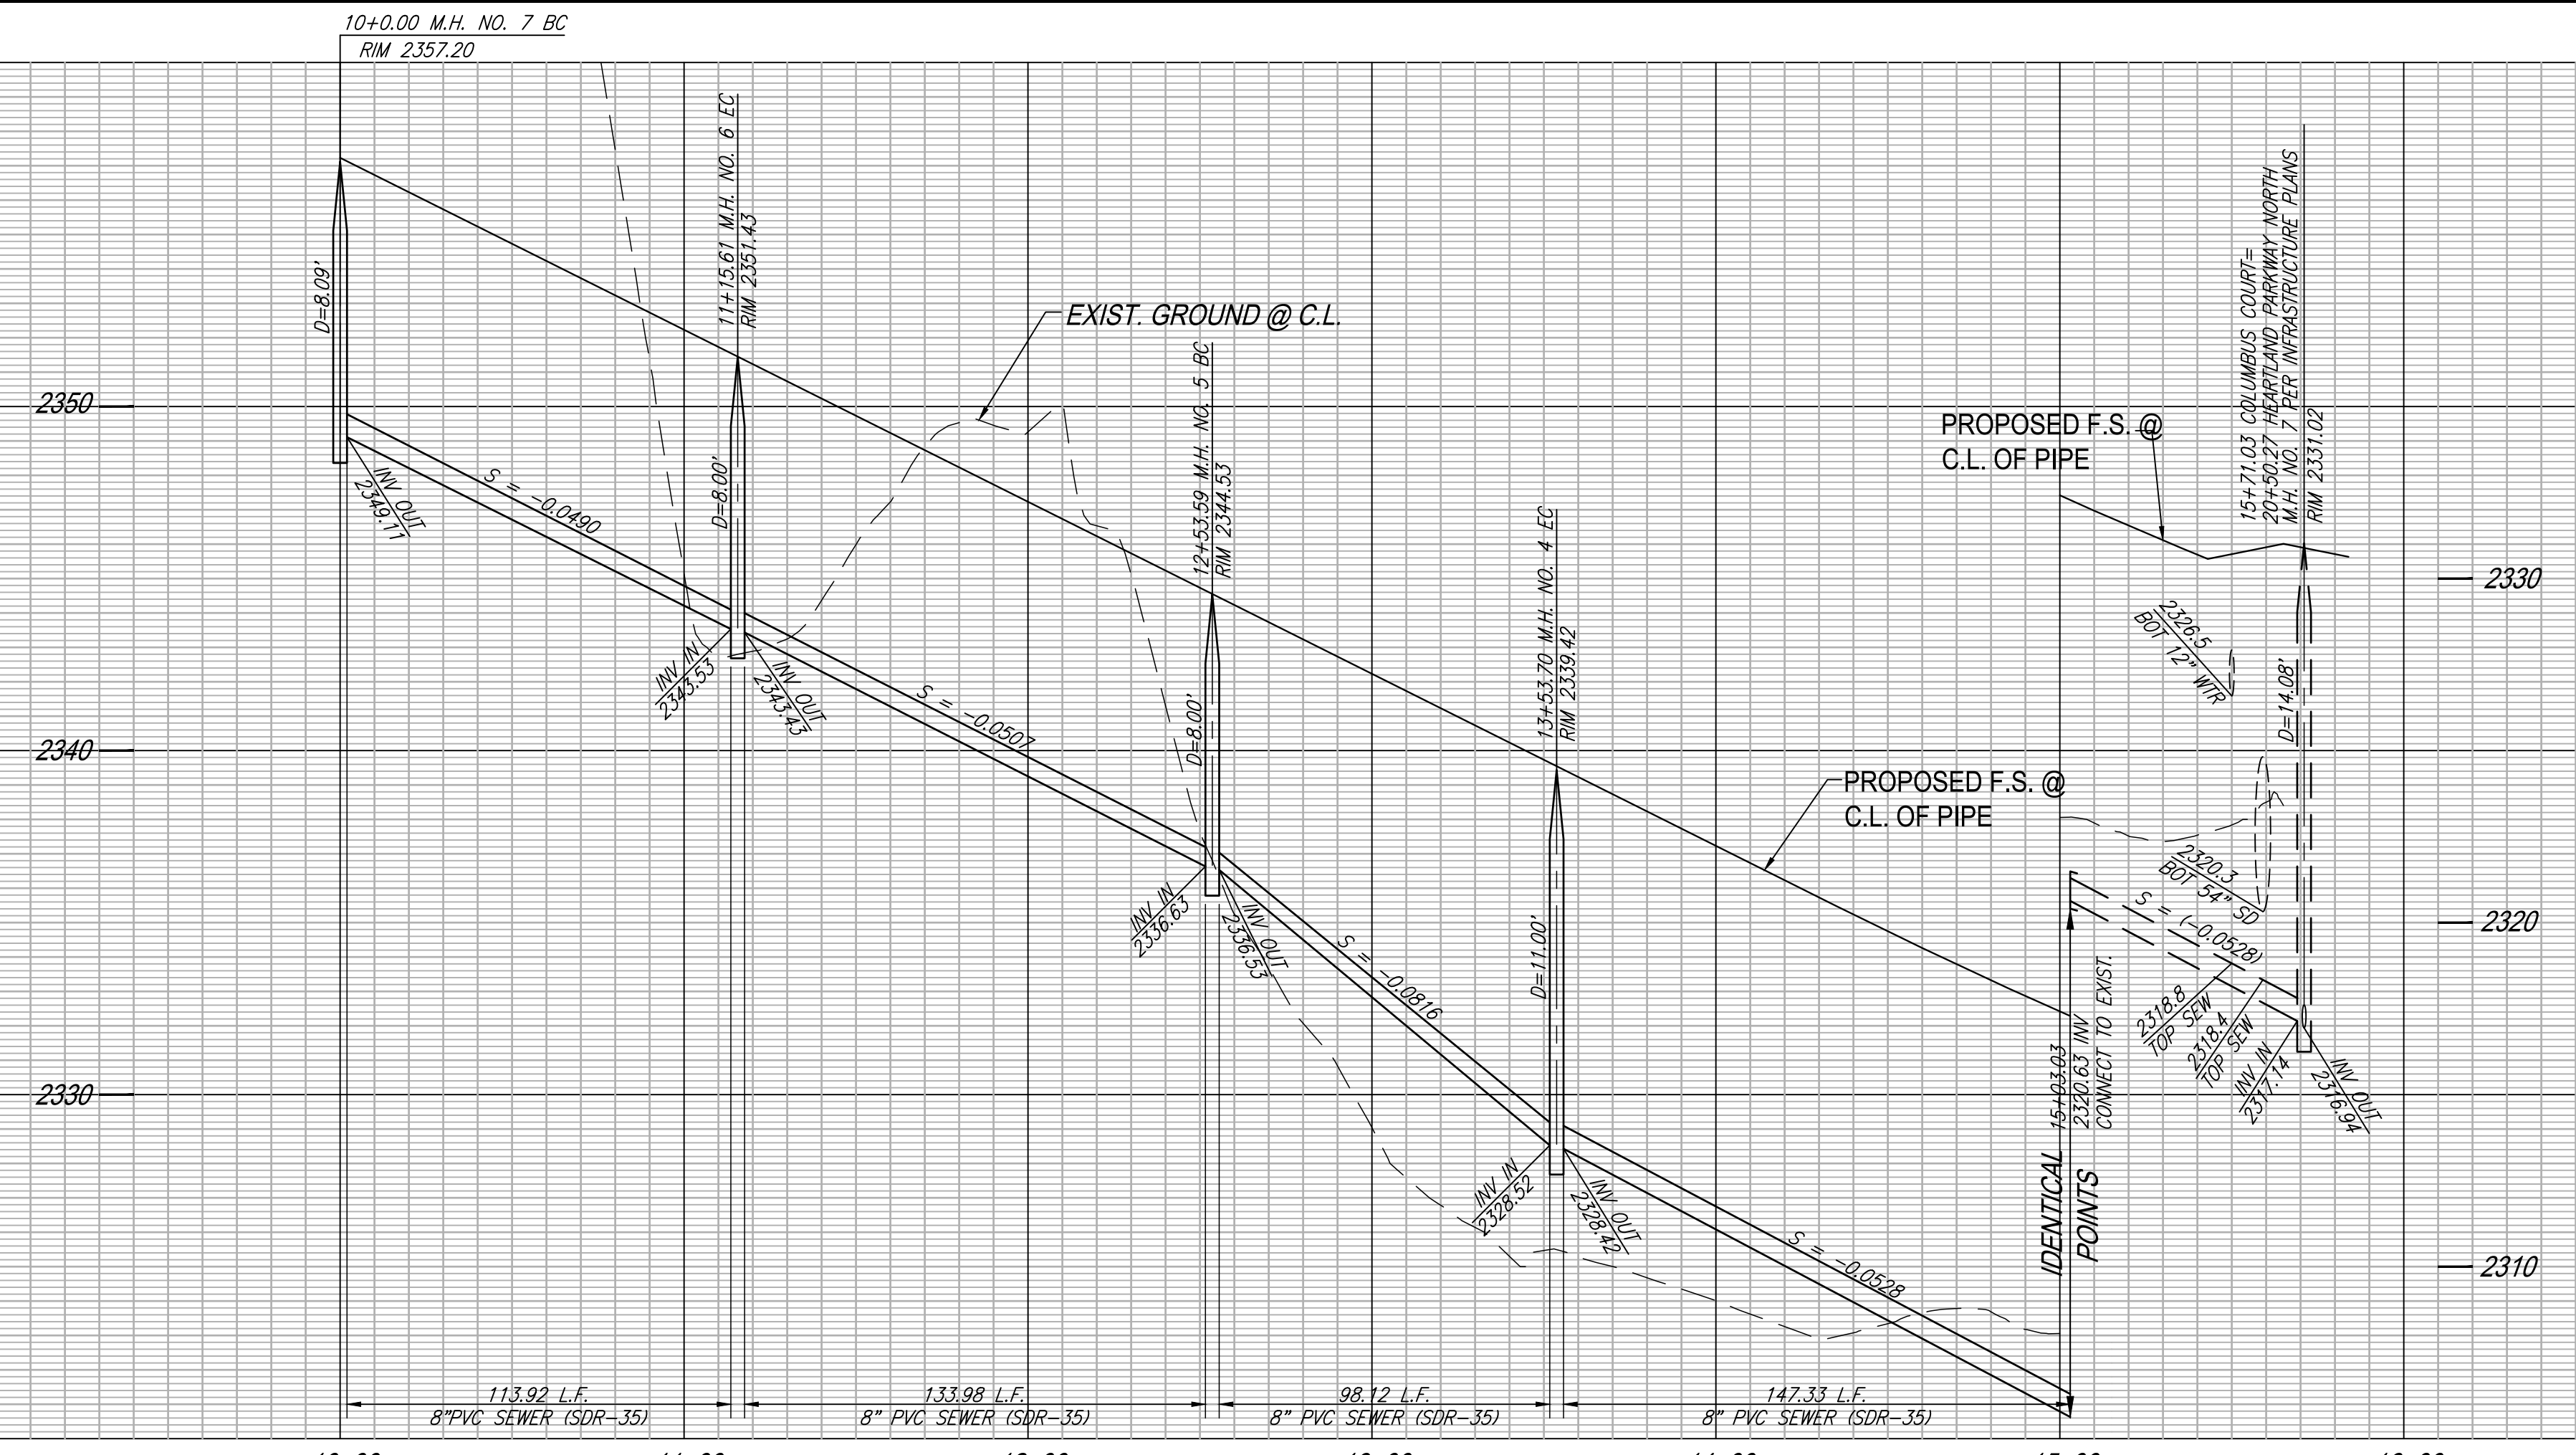 10+0.00 M.H. NO. 7 BC
RIM 2357.20
11+15.61 M.H. NO. 6 EC
RIM 2351.43
EXIST. GROUND @ C.L.
12+53.59 M.H. NO. 5 BC
RIM 2344.53
13+53.70 M.H. NO. 4 EC
RIM 2339.42
15+71.03 COLUMBUS COURT=
20+50.27 HEARTLAND PARKWAY NORTH
M.H. NO. 7 PER INFRASTRUCTURE PLANS
RIM 2331.02
PROPOSED F.S. @
C.L. OF PIPE
D=8.09'
D=8.00'
D=8.00'
D=11.00'
D=14.08'
2350
2340
2330
2330
2320
2310
INV OUT
2349.11
S = -0.0490
INV IN
2343.53
INV OUT
2343.43
S = -0.0507
INV IN
2336.63
INV OUT
2336.53
S = -0.0816
INV IN
2328.52
INV OUT
2328.42
S = -0.0528
PROPOSED F.S. @
C.L. OF PIPE
2326.5
BOT 12" WTR
2320.3
BOT 54" SD
S = (-0.0528)
2318.8
TOP SEW
2318.4
TOP SEW
INV IN
2317.14
INV OUT
2316.94
15+03.03
2320.63 INV
CONNECT TO EXIST.
IDENTICAL
POINTS
113.92 L.F.
8"PVC SEWER (SDR-35)
133.98 L.F.
8" PVC SEWER (SDR-35)
98.12 L.F.
8" PVC SEWER (SDR-35)
147.33 L.F.
8" PVC SEWER (SDR-35)